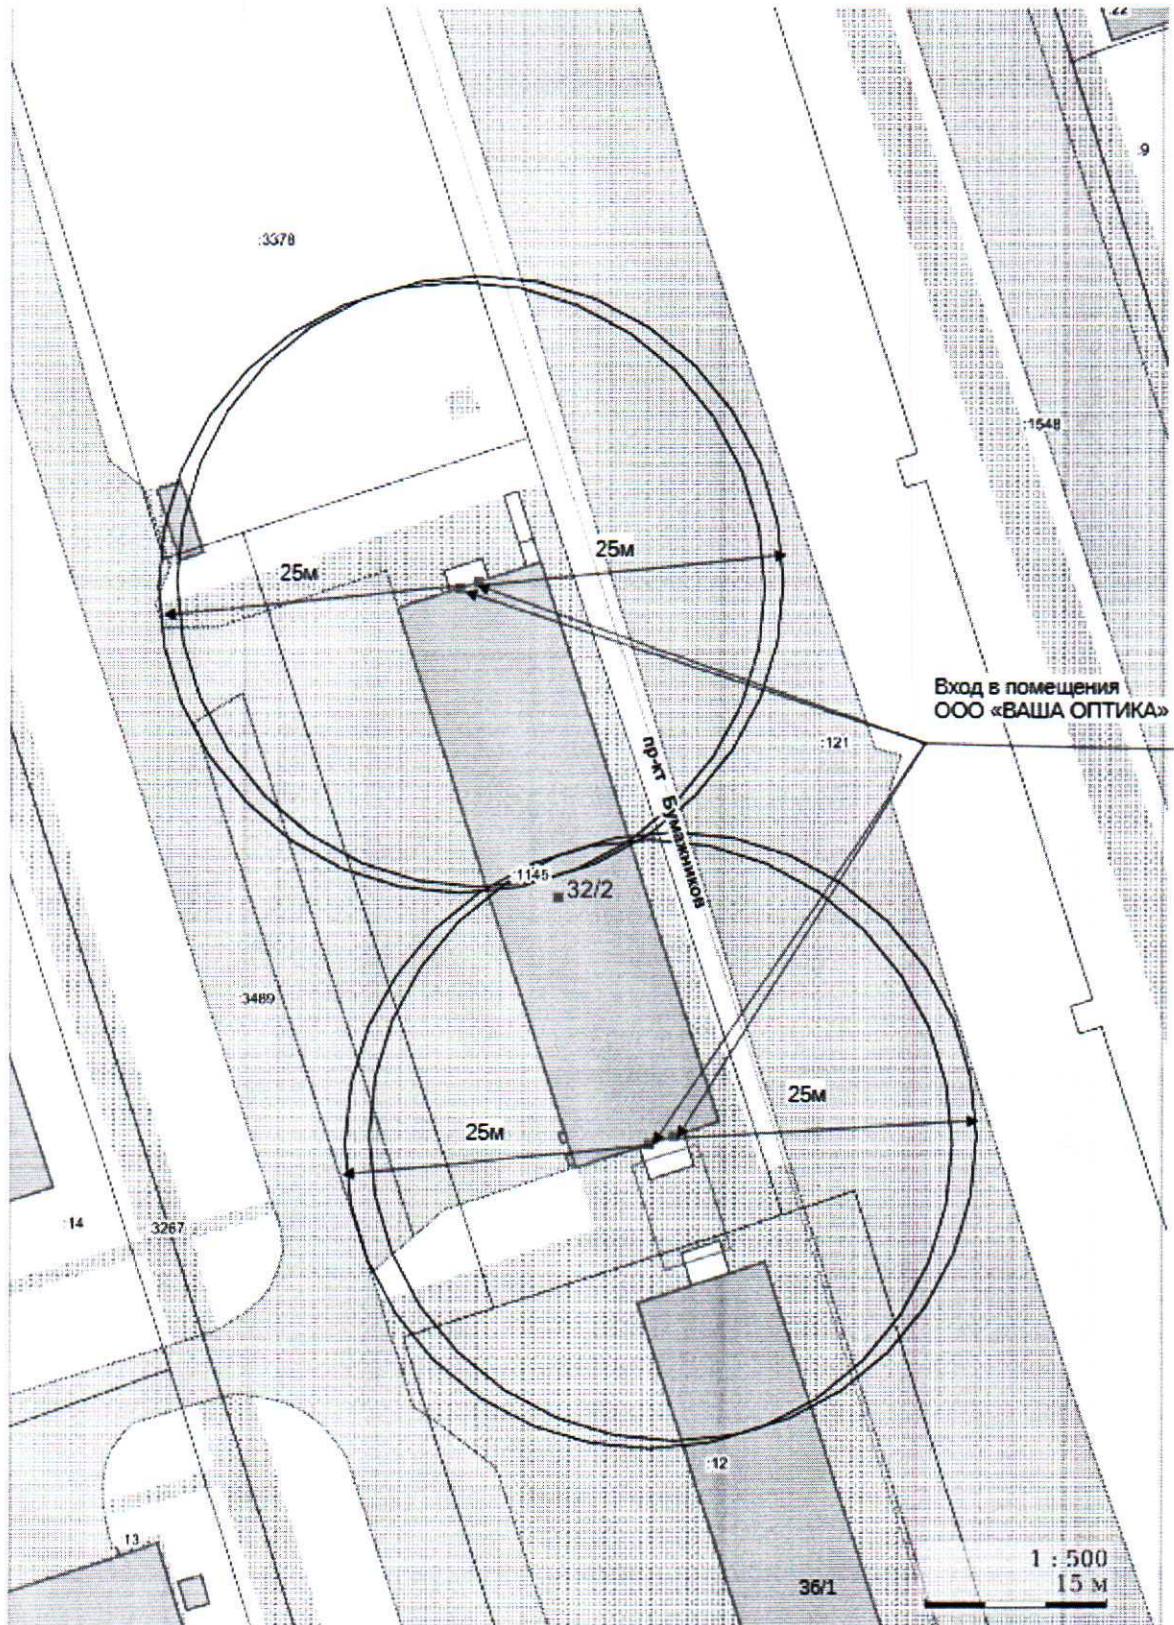 :22
:9
:3378
:1548
25м
25м
Вход в помещения
ООО «ВАША ОПТИКА»
:121
пр-кт Бумажников
:1145
32/2
:3489
25м
25м
:14
:3267
:12
:13
36/1
1 : 500
15 м